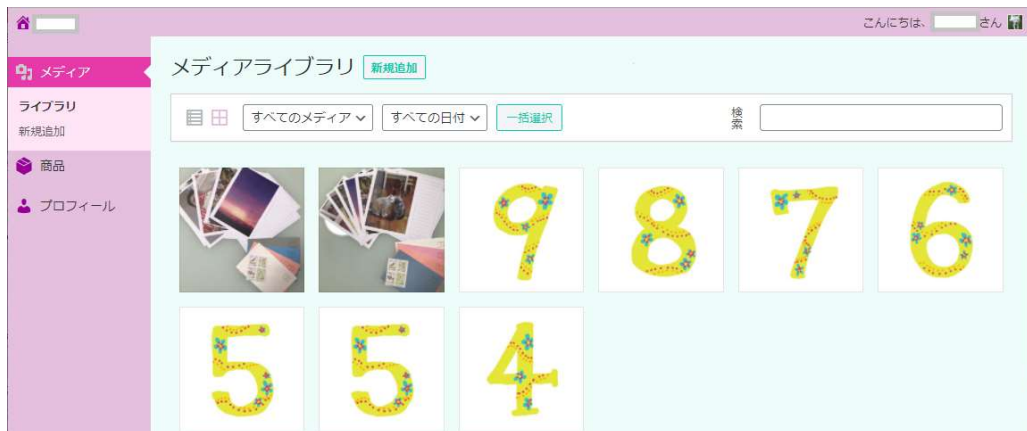 こんにちは、 さん
メディア
ライブラリ
新規追加
商品
プロフィール
メディアライブラリ 新規追加
すべてのメディア すべての日付 一括選択 検索
9 8 7 6
5 5 4